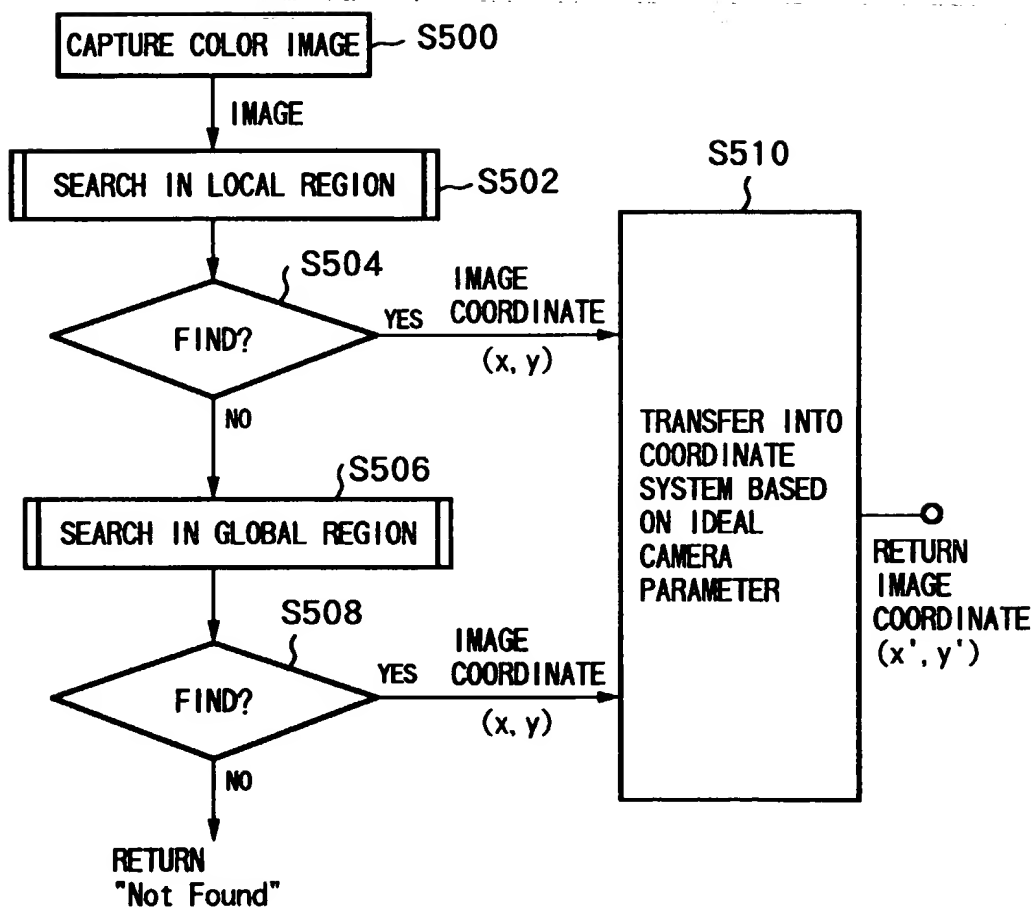 CAPTURE COLOR IMAGE
S500
IMAGE
SEARCH IN LOCAL REGION
S502
S504
FIND?
YES
IMAGE
COORDINATE
(x, y)
NO
S506
SEARCH IN GLOBAL REGION
S508
FIND?
YES
IMAGE
COORDINATE
(x, y)
NO
RETURN
"Not Found"
S510
TRANSFER INTO
COORDINATE
SYSTEM BASED
ON IDEAL
CAMERA
PARAMETER
RETURN
IMAGE
COORDINATE
(x', y')